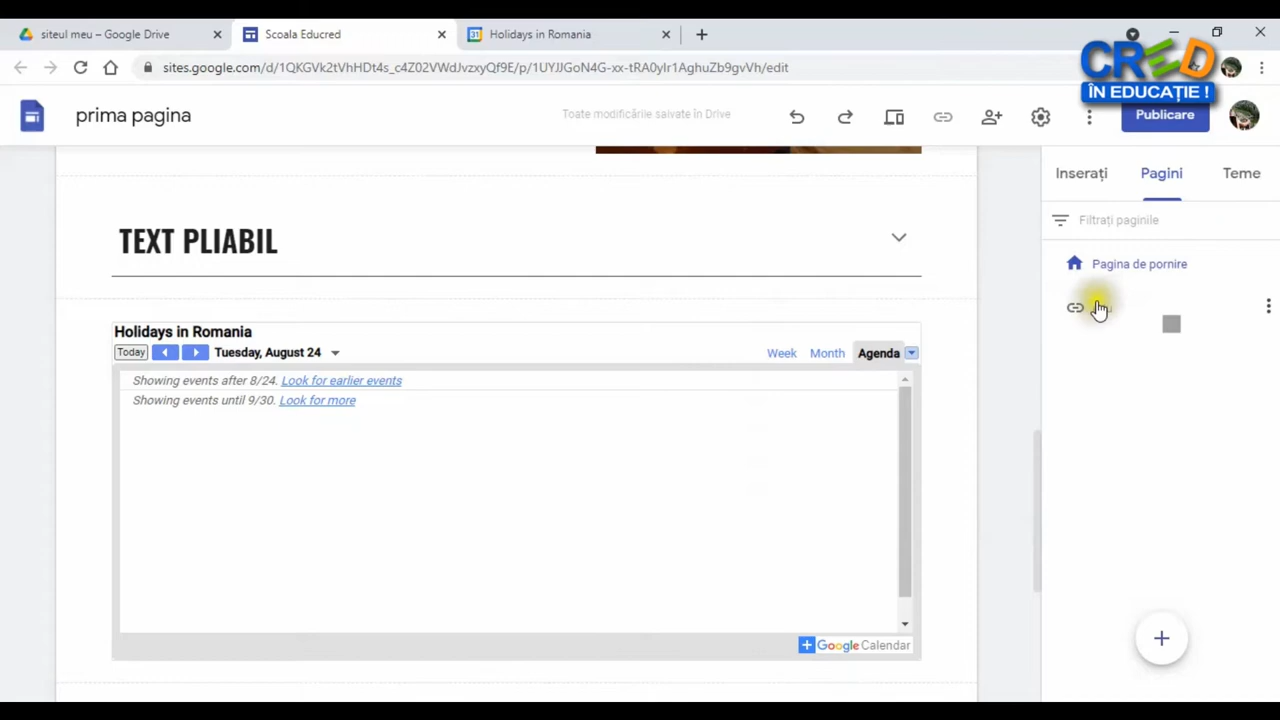 siteul meu – Google Drive
Scoala Educred
Holidays in Romania
sites.google.com/d/1QKGVk2tVhHDt4s_c4Z0QVWdJvzxyQf9E/p/1UYJJGoN4G-xx-tRA0yIr1AghuZb9gvVh/edit
CRED
ÎN EDUCAȚIE !
prima pagina
Toate modificările salvate în Drive
Publicare
Inserați
Pagini
Teme
Filtrați paginile
Pagina de pornire
TEXT PLIABIL
Holidays in Romania
Today
Tuesday, August 24
Week
Month
Agenda
Showing events after 8/24. Look for earlier events
Showing events until 9/30. Look for more
Google Calendar